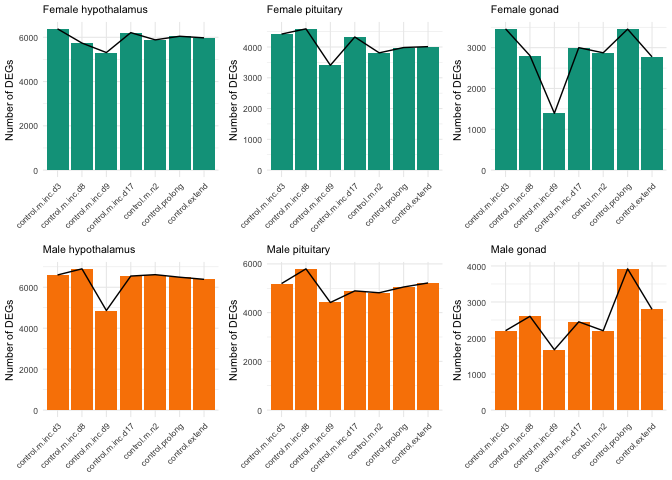 Female hypothalamus
Number of DEGs
6000
4000
2000
0
control.m.inc.d3
control.m.inc.d8
control.m.inc.d9
control.m.inc.d17
control.m.n2
control.prolong
control.extend
Female pituitary
Number of DEGs
4000
3000
2000
1000
0
control.m.inc.d3
control.m.inc.d8
control.m.inc.d9
control.m.inc.d17
control.m.n2
control.prolong
control.extend
Female gonad
Number of DEGs
3000
2000
1000
0
control.m.inc.d3
control.m.inc.d8
control.m.inc.d9
control.m.inc.d17
control.m.n2
control.prolong
control.extend
Male hypothalamus
Number of DEGs
6000
4000
2000
0
control.m.inc.d3
control.m.inc.d8
control.m.inc.d9
control.m.inc.d17
control.m.n2
control.prolong
control.extend
Male pituitary
Number of DEGs
6000
4000
2000
0
control.m.inc.d3
control.m.inc.d8
control.m.inc.d9
control.m.inc.d17
control.m.n2
control.prolong
control.extend
Male gonad
Number of DEGs
4000
3000
2000
1000
0
control.m.inc.d3
control.m.inc.d8
control.m.inc.d9
control.m.inc.d17
control.m.n2
control.prolong
control.extend